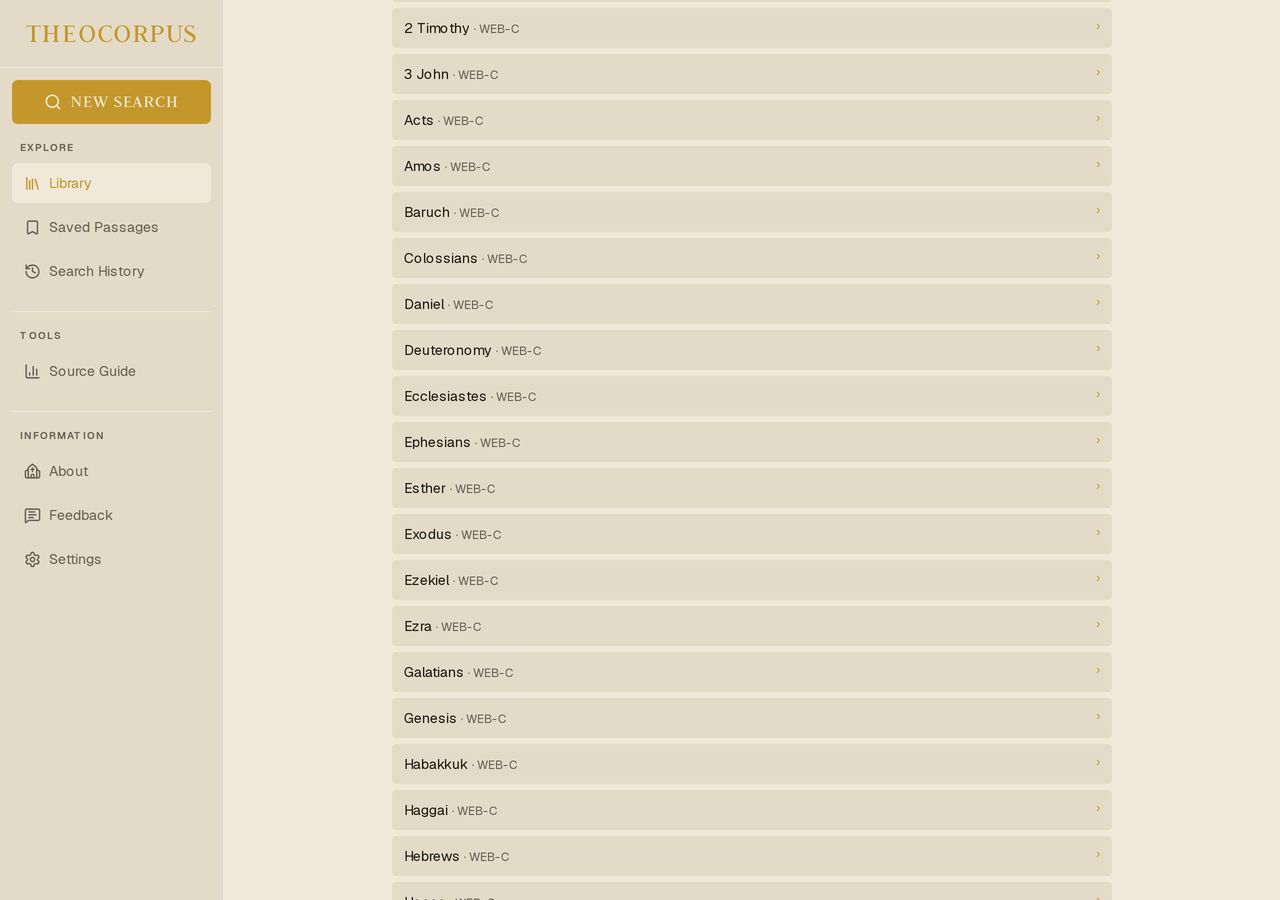 THEOCORPUS
NEW SEARCH
EXPLORE
Library
Saved Passages
Search History
TOOLS
Source Guide
INFORMATION
About
Feedback
Settings
2 Timothy · WEB-C
3 John · WEB-C
Acts · WEB-C
Amos · WEB-C
Baruch · WEB-C
Colossians · WEB-C
Daniel · WEB-C
Deuteronomy · WEB-C
Ecclesiastes · WEB-C
Ephesians · WEB-C
Esther · WEB-C
Exodus · WEB-C
Ezekiel · WEB-C
Ezra · WEB-C
Galatians · WEB-C
Genesis · WEB-C
Habakkuk · WEB-C
Haggai · WEB-C
Hebrews · WEB-C